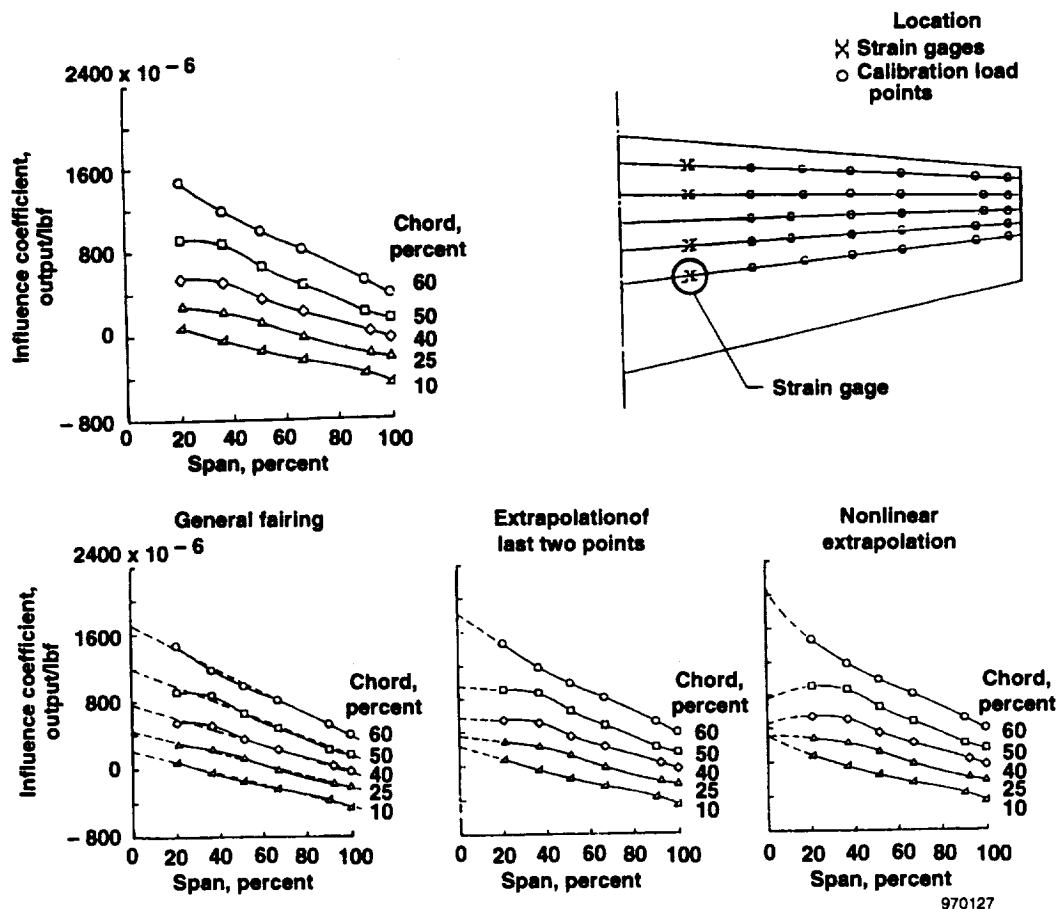 Location
Strain gages
Calibration load
points
2400 x 10 -6
1600
800
0
-800
Influence coefficient,
output/lbf
Chord,
percent
60
50
40
25
10
0 20 40 60 80 100
Span, percent
Strain gage
General fairing
2400 x 10 -6
1600
800
0
-800
Influence coefficient,
output/lbf
Chord,
percent
60
50
40
25
10
0 20 40 60 80 100
Span, percent
Extrapolationof
last two points
Chord,
percent
60
50
40
25
10
0 20 40 60 80 100
Span, percent
Nonlinear
extrapolation
Chord,
percent
60
50
40
25
10
0 20 40 60 80 100
Span, percent
970127